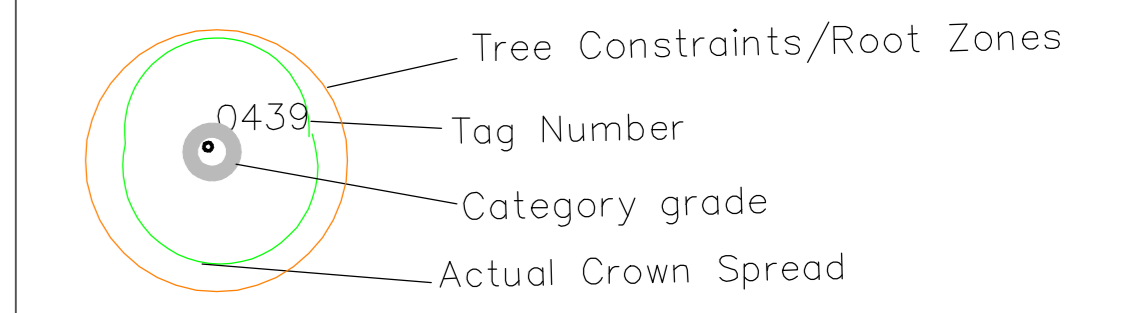 Tree Constraints/Root Zones
0439
Tag Number
Category grade
Actual Crown Spread